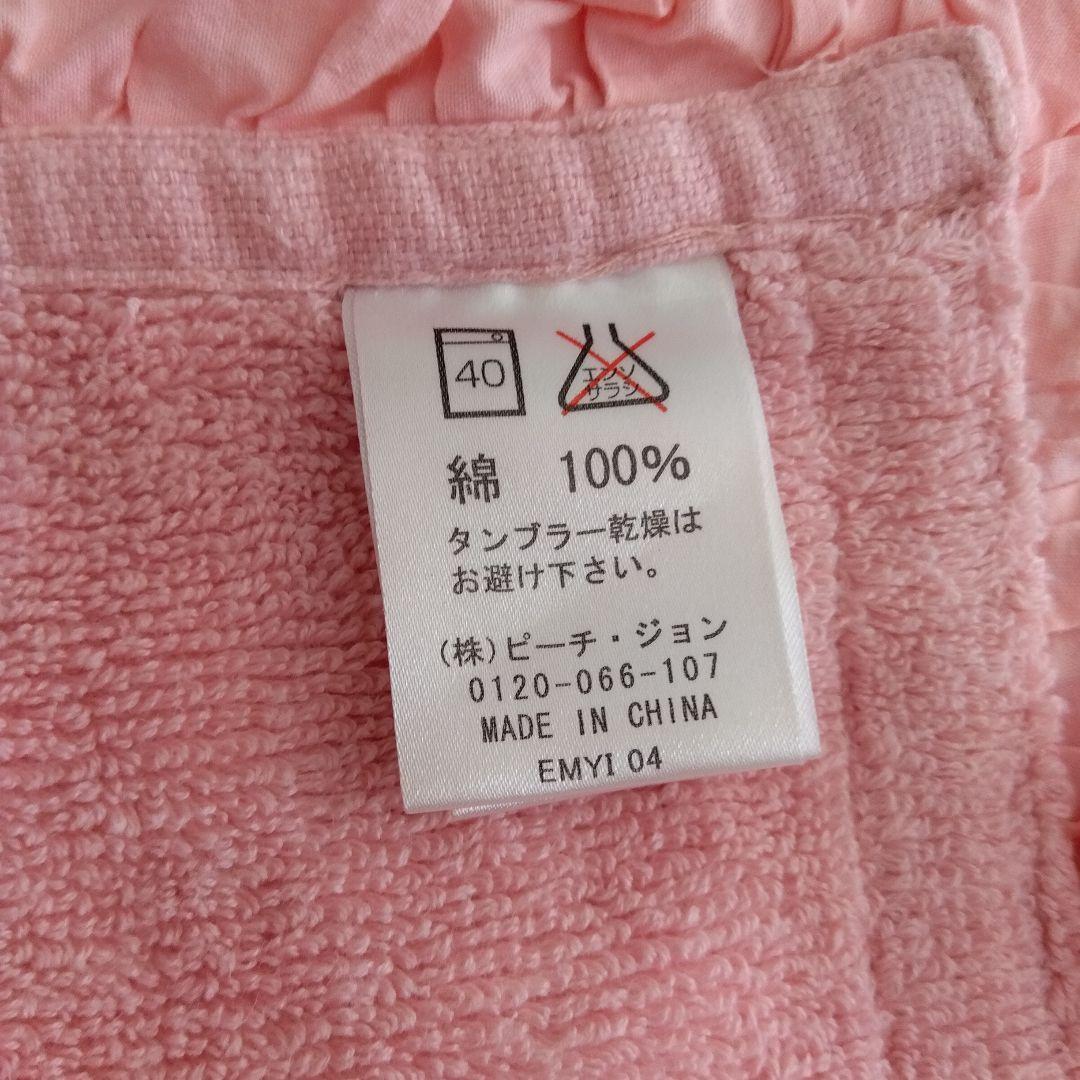 40
エンソ
サラシ
綿 100%
タンブラー乾燥は
お避け下さい。
(株)ピーチ・ジョン
0120-066-107
MADE IN CHINA
EMYI 04